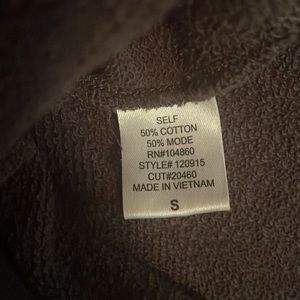 SELF
50% COTTON
50% MODE
RN#104860
STYLE# 120915
CUT#20460
MADE IN VIETNAM
S